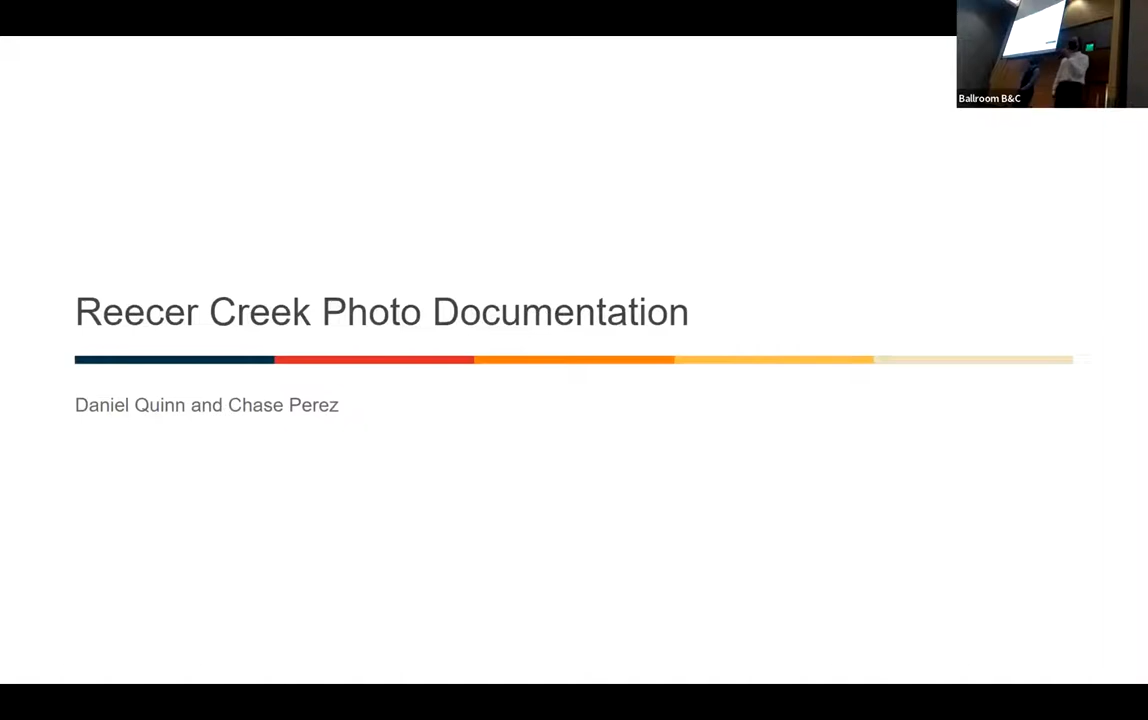 Ballroom B&C
Reecer Creek Photo Documentation
Daniel Quinn and Chase Perez